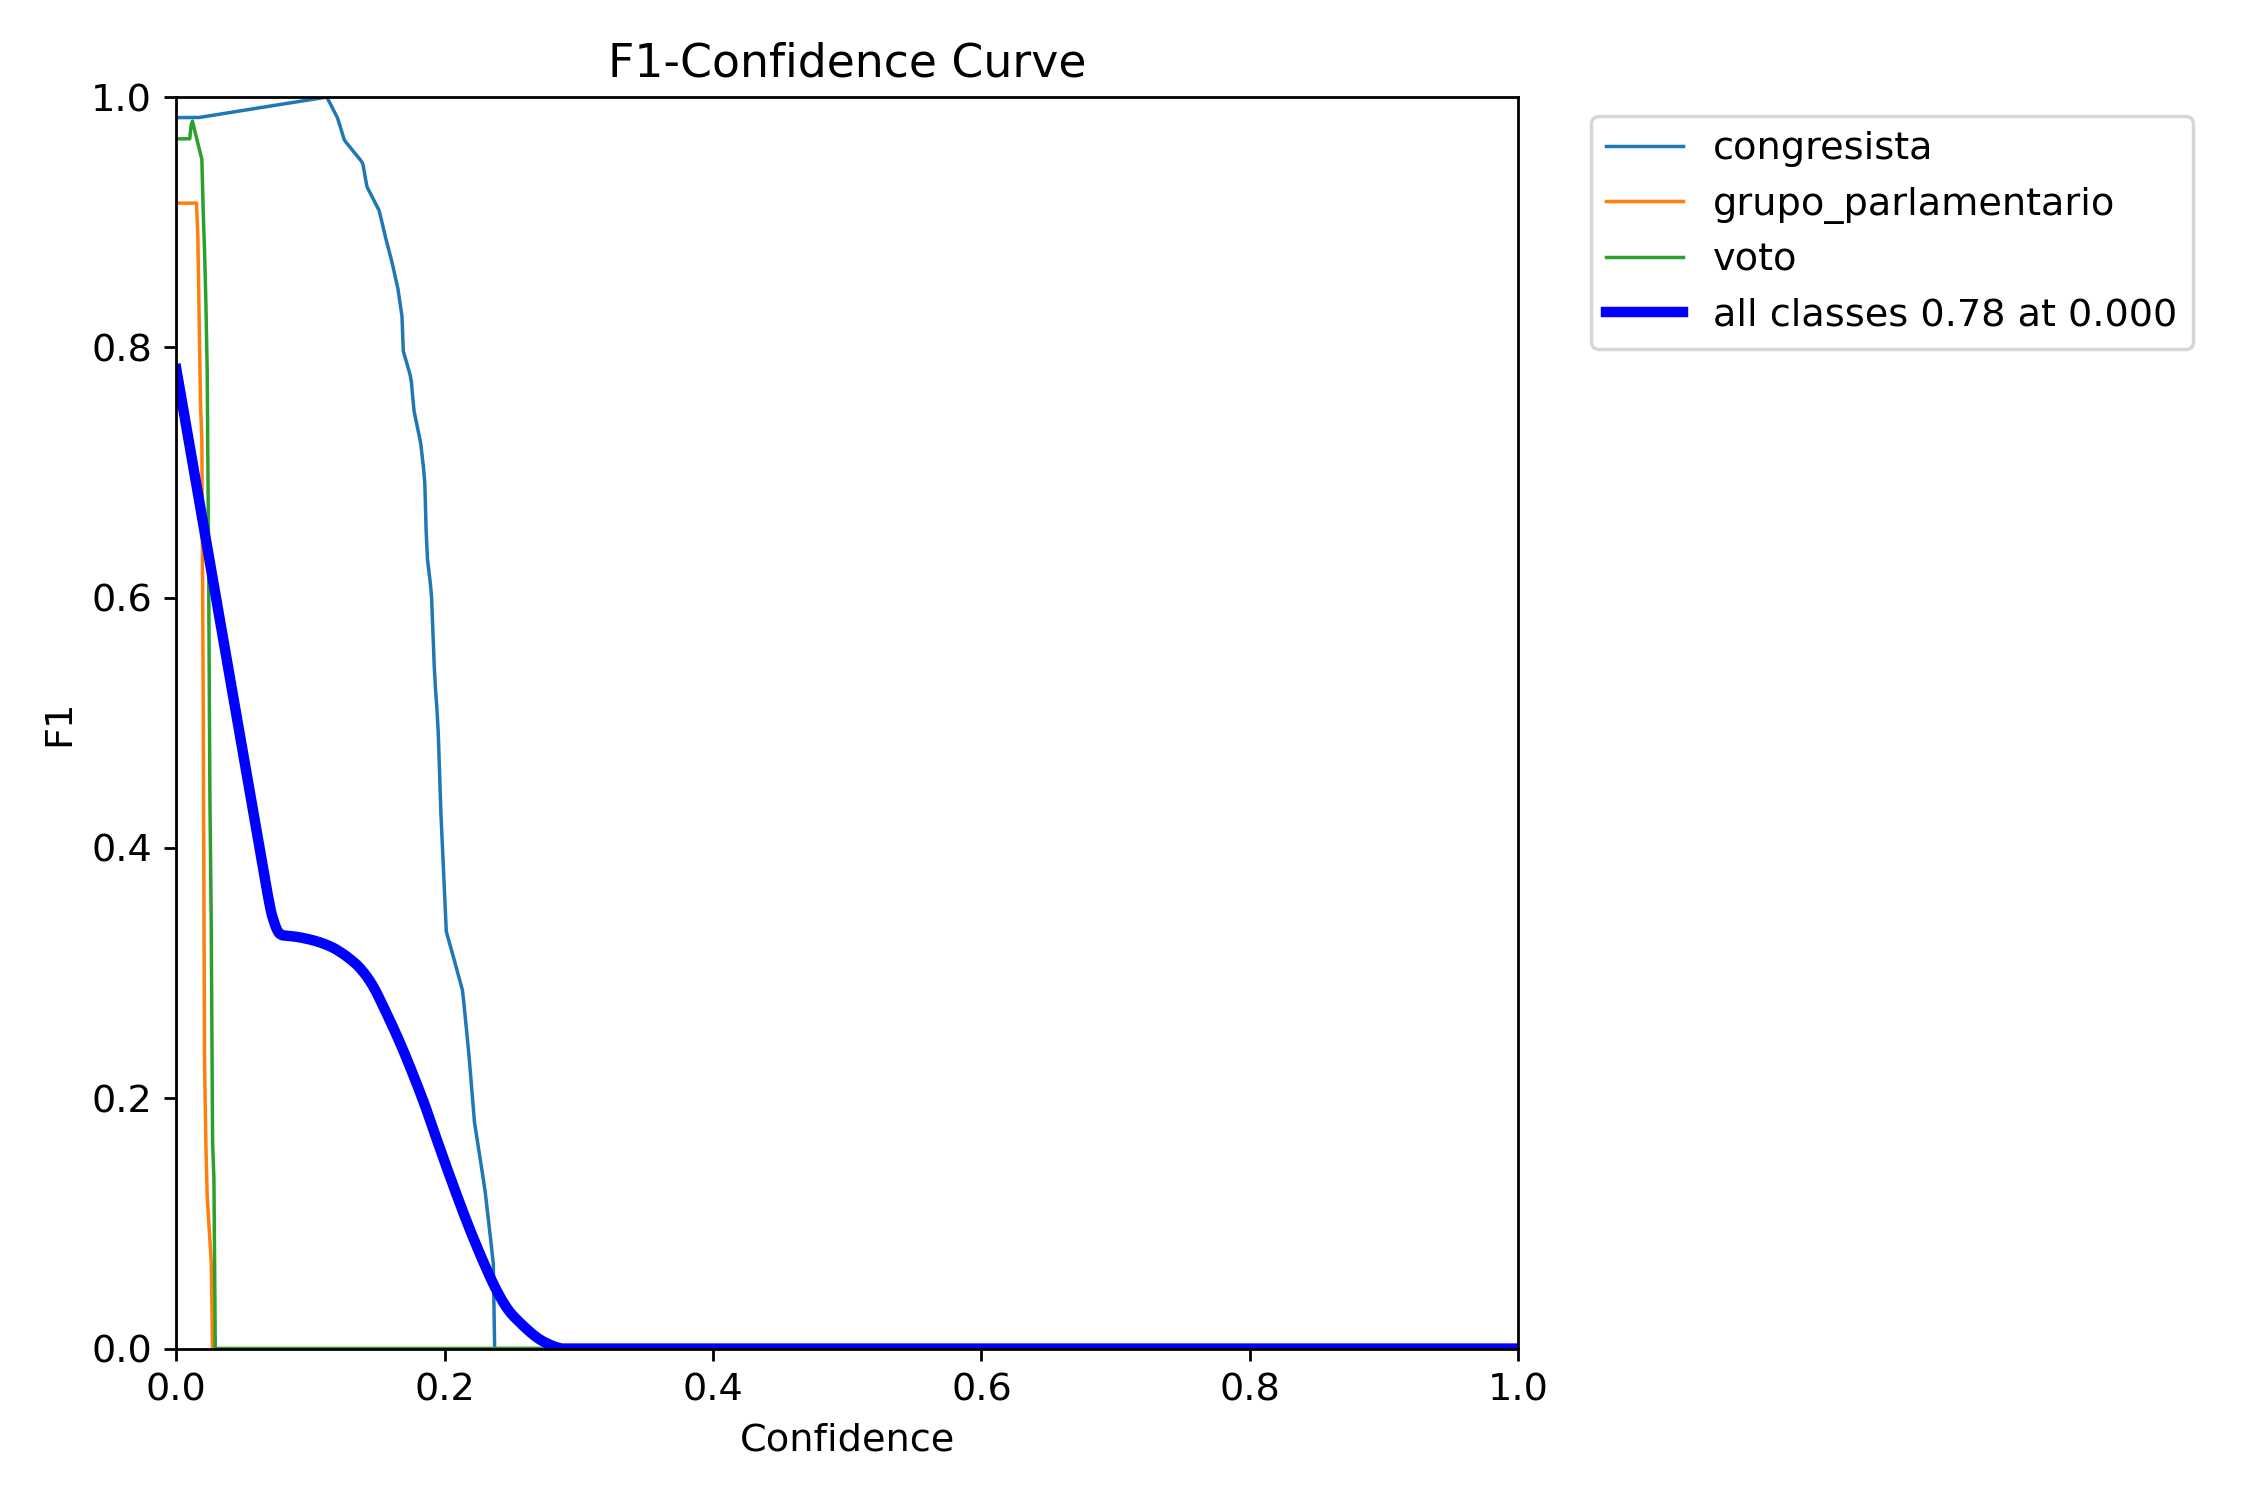 F1-Confidence Curve
1.0
0.8
0.6
0.4
0.2
0.0
F1
0.0 0.2 0.4 0.6 0.8 1.0
Confidence
congresista
grupo_parlamentario
voto
all classes 0.78 at 0.000